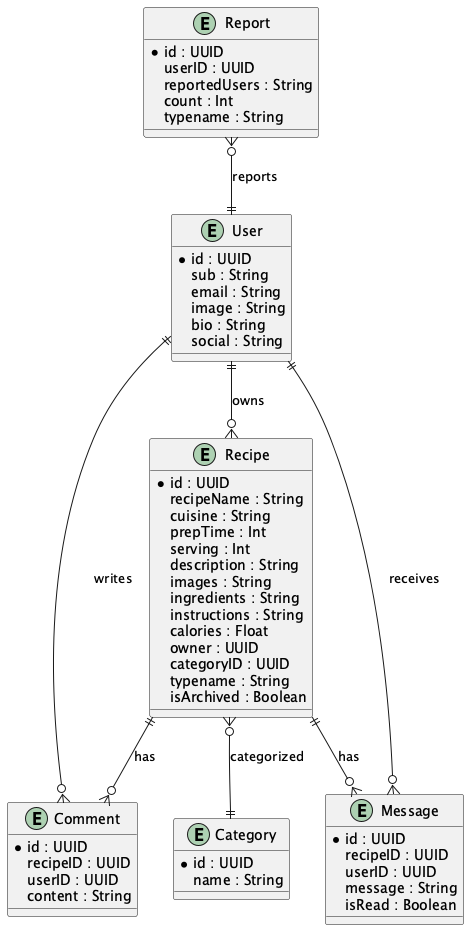 E Report
* id : UUID
userID : UUID
reportedUsers : String
count : Int
typename : String
reports
E User
* id : UUID
sub : String
email : String
image : String
bio : String
social : String
owns
E Recipe
* id : UUID
recipeName : String
cuisine : String
prepTime : Int
serving : Int
description : String
images : String
ingredients : String
instructions : String
calories : Float
owner : UUID
categoryID : UUID
typename : String
isArchived : Boolean
writes
receives
has
categorized
has
E Comment
* id : UUID
recipeID : UUID
userID : UUID
content : String
E Category
* id : UUID
name : String
E Message
* id : UUID
recipeID : UUID
userID : UUID
message : String
isRead : Boolean